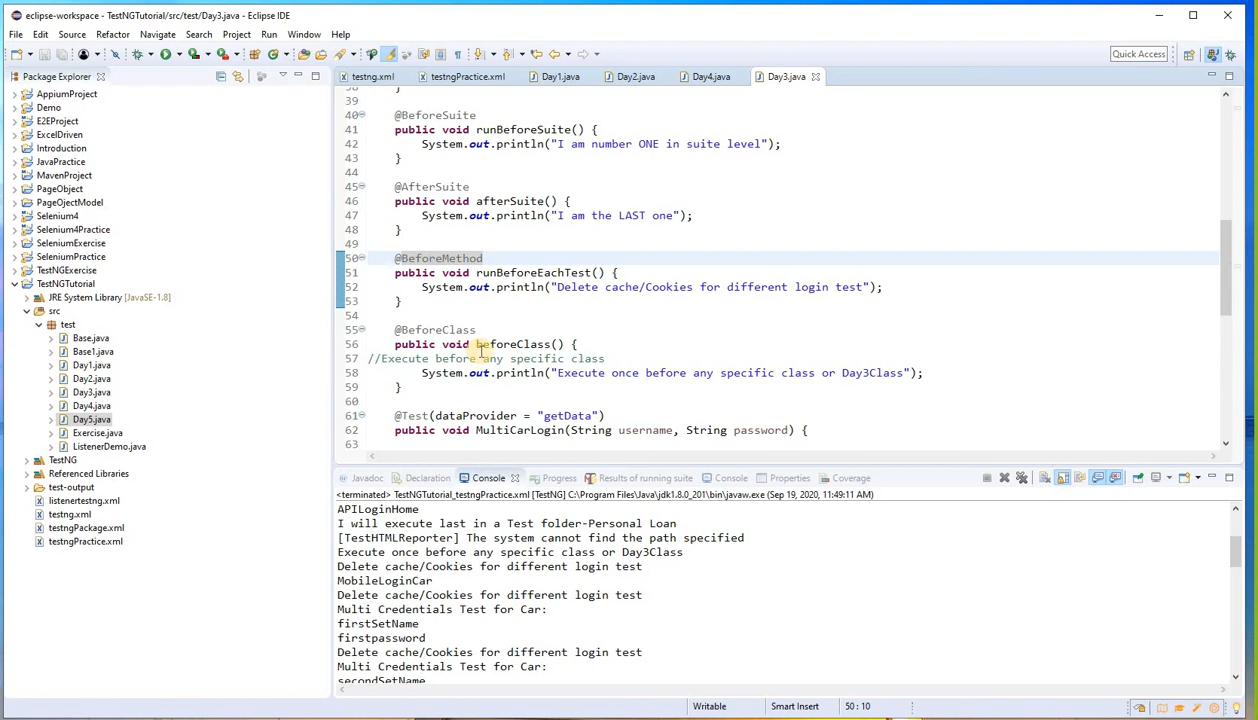 eclipse-workspace - TestNGTutorial/src/test/Day3.java - Eclipse IDE
File Edit Source Refactor Navigate Search Project Run Window Help
Quick Access
Package Explorer
AppiumProject
Demo
E2EProject
ExcelDriven
Introduction
JavaPractice
MavenProject
PageObject
PageOjectModel
Selenium4
Selenium4Practice
SeleniumExercise
SeleniumPractice
TestNGExercise
TestNGTutorial
JRE System Library [JavaSE-1.8]
src
test
Base.java
Base1.java
Day1.java
Day2.java
Day3.java
Day4.java
Day5.java
Exercise.java
ListenerDemo.java
TestNG
Referenced Libraries
test-output
listenertestng.xml
testng.xml
testngPackage.xml
testngPractice.xml
testng.xml testngPractice.xml Day1.java Day2.java Day4.java Day3.java
38 }
39
40 @BeforeSuite
41 public void runBeforeSuite() {
42 System.out.println("I am number ONE in suite level");
43 }
44
45 @AfterSuite
46 public void afterSuite() {
47 System.out.println("I am the LAST one");
48 }
49
50 @BeforeMethod
51 public void runBeforeEachTest() {
52 System.out.println("Delete cache/Cookies for different login test");
53 }
54
55 @BeforeClass
56 public void beforeClass() {
57 //Execute before any specific class
58 System.out.println("Execute once before any specific class or Day3Class");
59 }
60
61 @Test(dataProvider = "getData")
62 public void MultiCarLogin(String username, String password) {
63
Javadoc Declaration Console Progress Results of running suite Console Properties Coverage
<terminated> TestNGTutorial_testngPractice.xml [TestNG] C:\Program Files\Java\jdk1.8.0_201\bin\javaw.exe (Sep 19, 2020, 11:49:11 AM)
APILoginHome
I will execute last in a Test folder-Personal Loan
[TestHTMLReporter] The system cannot find the path specified
Execute once before any specific class or Day3Class
Delete cache/Cookies for different login test
MobileLoginCar
Delete cache/Cookies for different login test
Multi Credentials Test for Car:
firstSetName
firstpassword
Delete cache/Cookies for different login test
Multi Credentials Test for Car:
secondSetName
Writable Smart Insert 50 : 10